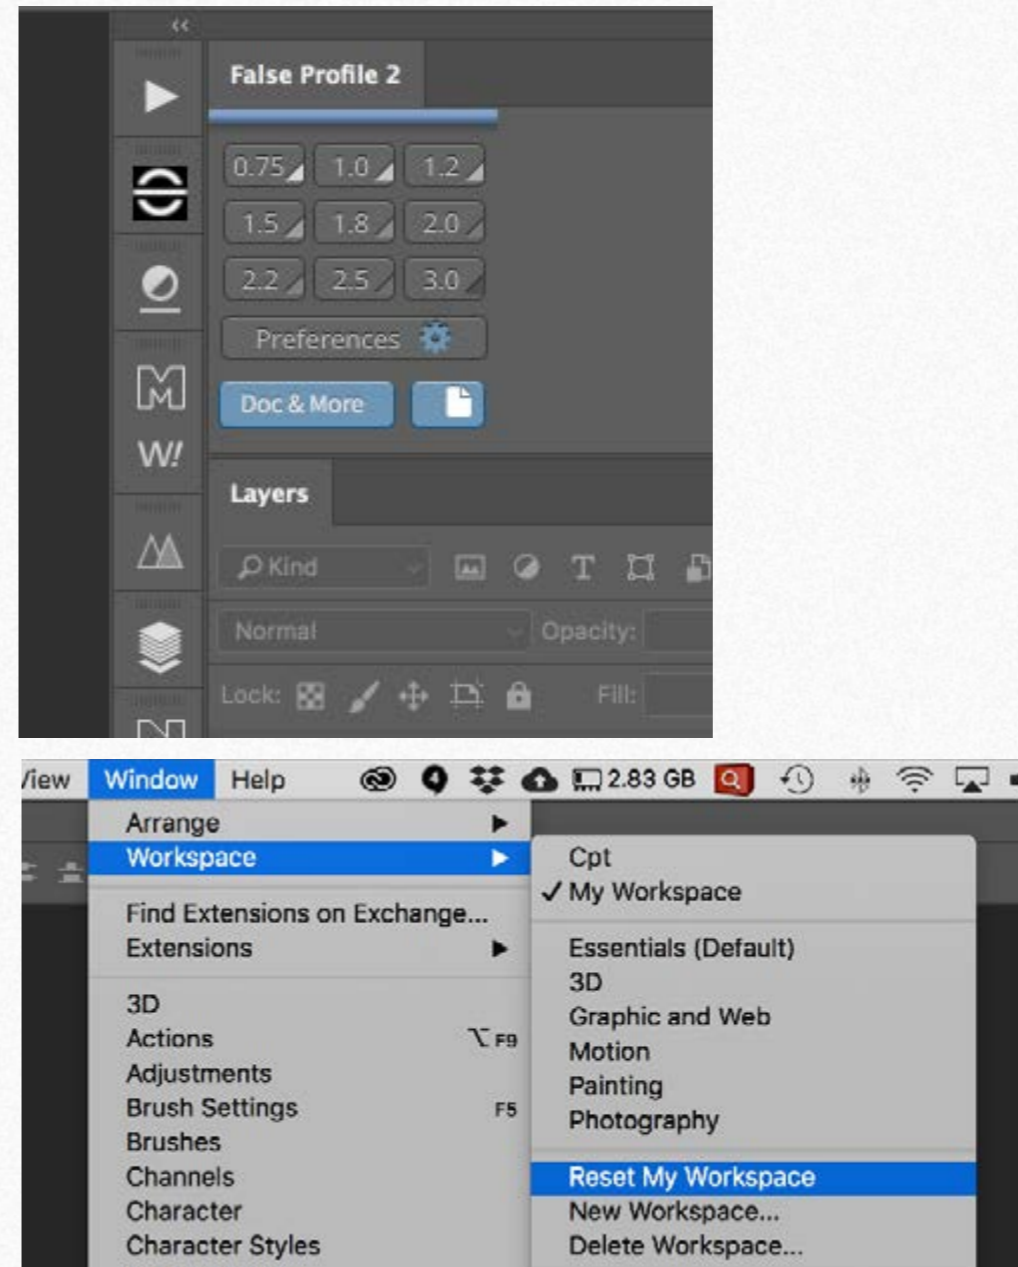 False Profile 2
0.75 1.0 1.2
1.5 1.8 2.0
2.2 2.5 3.0
Preferences
Doc & More
W!
Layers
Kind
Normal Opacity:
Lock: Fill:
View Window Help 2.83 GB
Arrange
Workspace
Find Extensions on Exchange...
Extensions
3D
Actions ⌥ F9
Adjustments
Brush Settings F5
Brushes
Channels
Character
Character Styles
Cpt
✓ My Workspace
Essentials (Default)
3D
Graphic and Web
Motion
Painting
Photography
Reset My Workspace
New Workspace...
Delete Workspace...